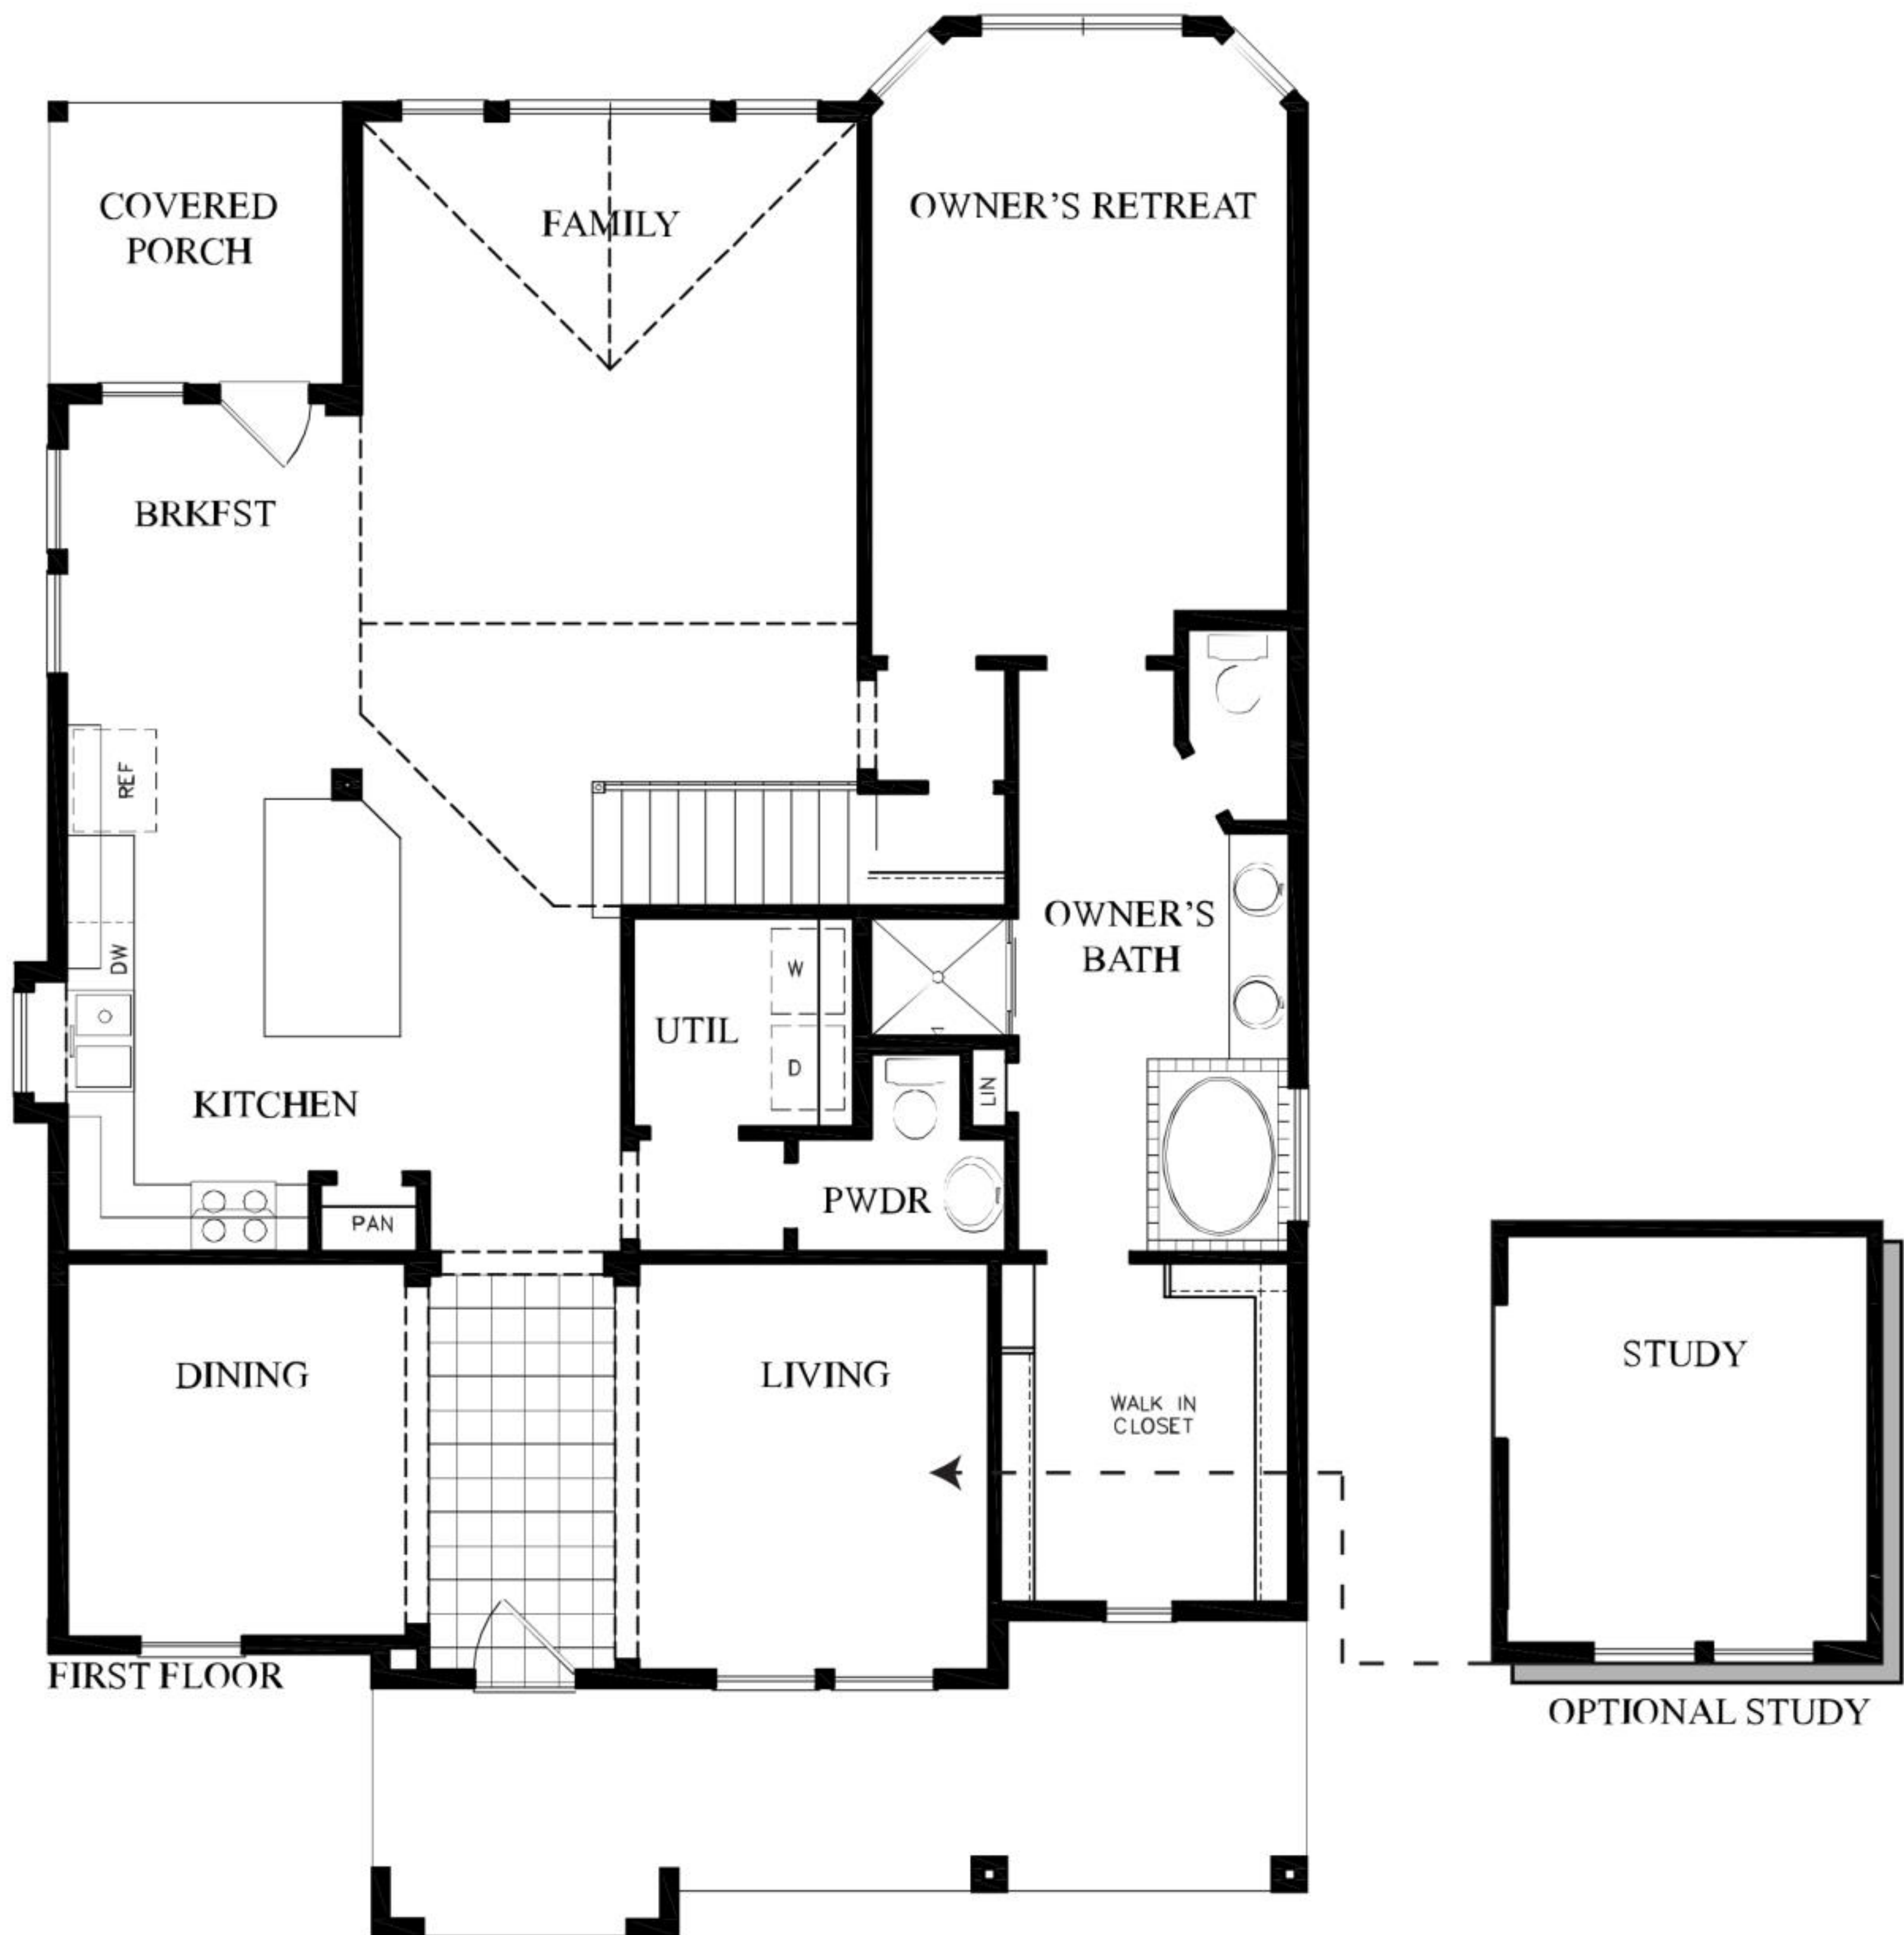 COVERED
PORCH
FAMILY
OWNER'S RETREAT
BRKFST
REF
DW
OWNER'S
BATH
W
UTIL
D
LIN
KITCHEN
PWDR
PAN
DINING
LIVING
WALK IN
CLOSET
STUDY
FIRST FLOOR
OPTIONAL STUDY